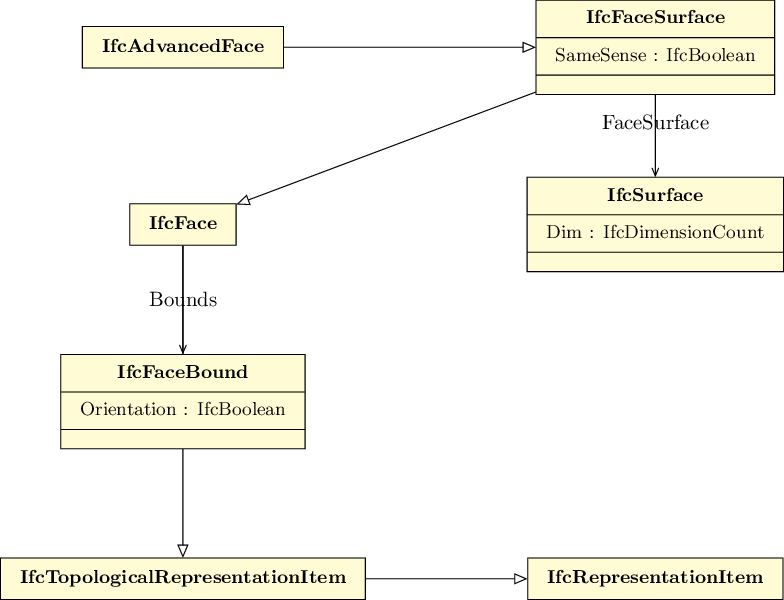 IfcAdvancedFace
IfcFaceSurface
SameSense : IfcBoolean
FaceSurface
IfcSurface
Dim : IfcDimensionCount
IfcFace
Bounds
IfcFaceBound
Orientation : IfcBoolean
IfcTopologicalRepresentationItem
IfcRepresentationItem